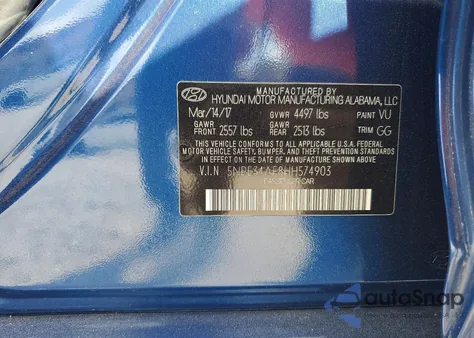 MANUFACTURED BY
HYUNDAI MOTOR MANUFACTURING ALABAMA, LLC
Mar/14/17 GVWR 4497 lbs PAINT VU
GAWR FRONT 2557 lbs GAWR REAR 2513 lbs TRIM GG
THIS VEHICLE CONFORMS TO ALL APPLICABLE U.S.A. FEDERAL
MOTOR VEHICLE SAFETY, BUMPER, AND THEFT PREVENTION
STANDARDS IN EFFECT ON THE DATE OF MANUFACTURE SHOWN ABOVE.
V.I.N
autoSnap